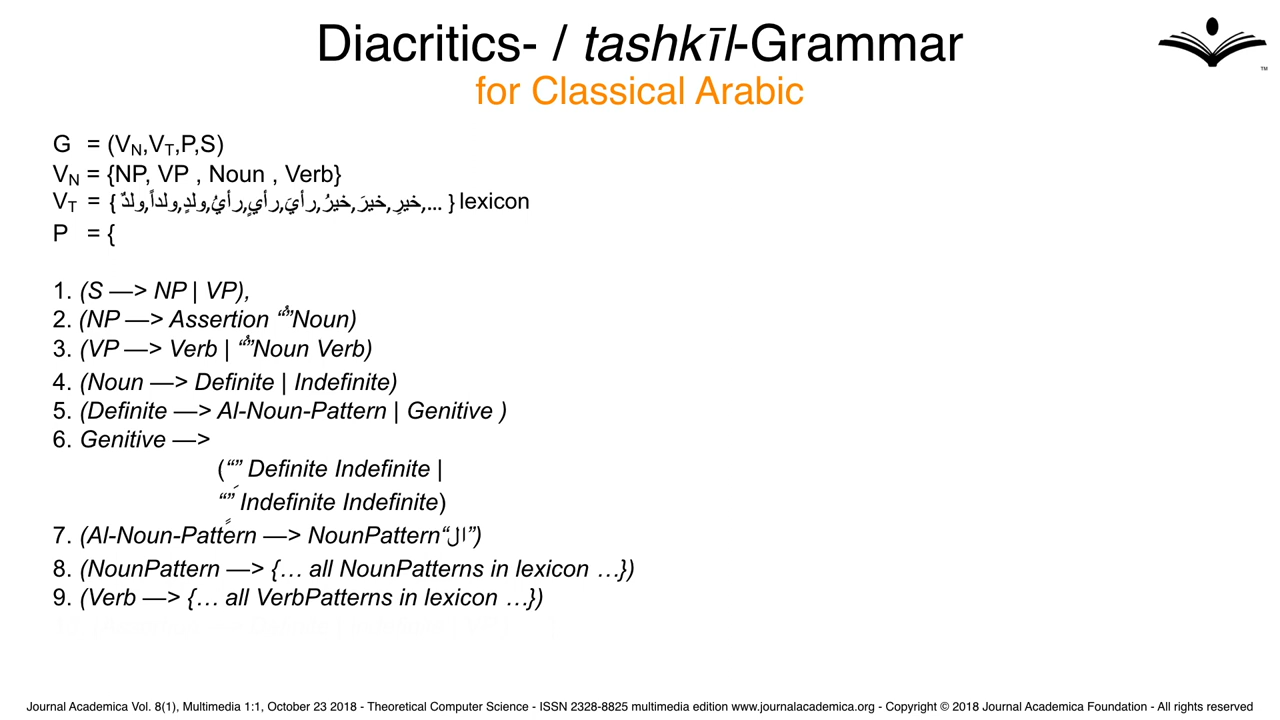 Diacritics- / tashkīl-Grammar
for Classical Arabic
TM
G = (VN,VT,P,S)
VN = {NP, VP , Noun , Verb}
VT = { ولدٌ,ولداً,ولدٍ,رأيُ,رأيٍ,رأيَ,خيرُ,خيرَ,خيرِ,... } lexicon
P = {
1. (S —> NP | VP),
2. (NP —> Assertion “ُ”Noun)
3. (VP —> Verb | “ُ”Noun Verb)
4. (Noun —> Definite | Indefinite)
5. (Definite —> Al-Noun-Pattern | Genitive )
6. Genitive —>
(“ِ” Definite Indefinite |
“ٍ” Indefinite Indefinite)
7. (Al-Noun-Pattern —> NounPattern“ال”)
8. (NounPattern —> {… all NounPatterns in lexicon …})
9. (Verb —> {… all VerbPatterns in lexicon …})
Journal Academica Vol. 8(1), Multimedia 1:1, October 23 2018 - Theoretical Computer Science - ISSN 2328-8825 multimedia edition www.journalacademica.org - Copyright © 2018 Journal Academica Foundation - All rights reserved